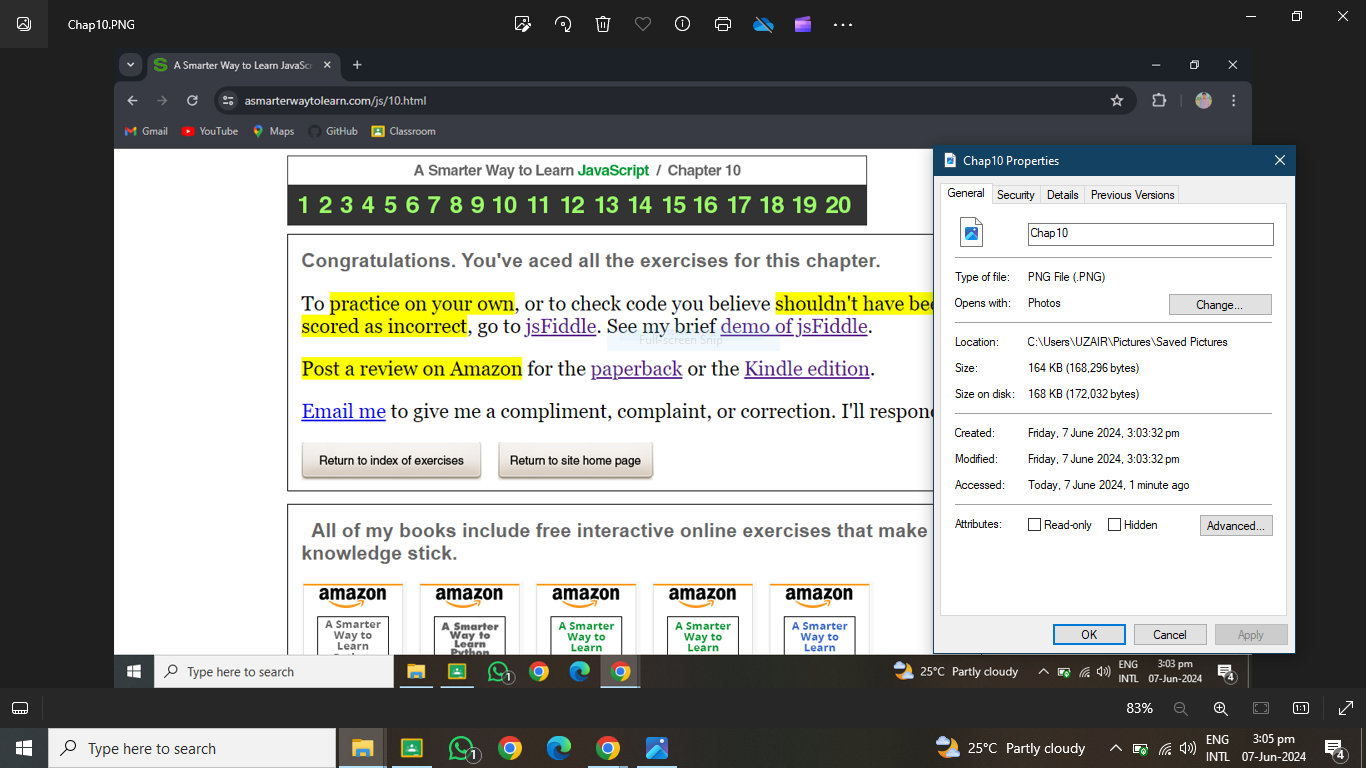 Chap10.PNG
A Smarter Way to Learn JavaSc
asmarterwaytolearn.com/js/10.html
Gmail YouTube Maps GitHub Classroom
A Smarter Way to Learn JavaScript / Chapter 10
1 2 3 4 5 6 7 8 9 10 11 12 13 14 15 16 17 18 19 20
Congratulations. You've aced all the exercises for this chapter.
To practice on your own, or to check code you believe shouldn't have bee
scored as incorrect, go to jsFiddle. See my brief demo of jsFiddle.
Full-screen Snip
Post a review on Amazon for the paperback or the Kindle edition.
Email me to give me a compliment, complaint, or correction. I'll respon
Return to index of exercises Return to site home page
All of my books include free interactive online exercises that make
knowledge stick.
amazon amazon amazon amazon amazon
A Smarter A Smarter A Smarter A Smarter A Smarter
Way to Way to Way to Way to Way to
Learn Learn Learn Learn Learn
Python
Chap10 Properties
General Security Details Previous Versions
Chap10
Type of file: PNG File (.PNG)
Opens with: Photos Change...
Location: C:\Users\UZAIR\Pictures\Saved Pictures
Size: 164 KB (168,296 bytes)
Size on disk: 168 KB (172,032 bytes)
Created: Friday, 7 June 2024, 3:03:32 pm
Modified: Friday, 7 June 2024, 3:03:32 pm
Accessed: Today, 7 June 2024, 1 minute ago
Attributes: Read-only Hidden Advanced...
OK Cancel Apply
Type here to search 1 25°C Partly cloudy ENG 3:03 pm
INTL 07-Jun-2024 4
83% 1:1
Type here to search 1 25°C Partly cloudy ENG 3:05 pm
INTL 07-Jun-2024 4